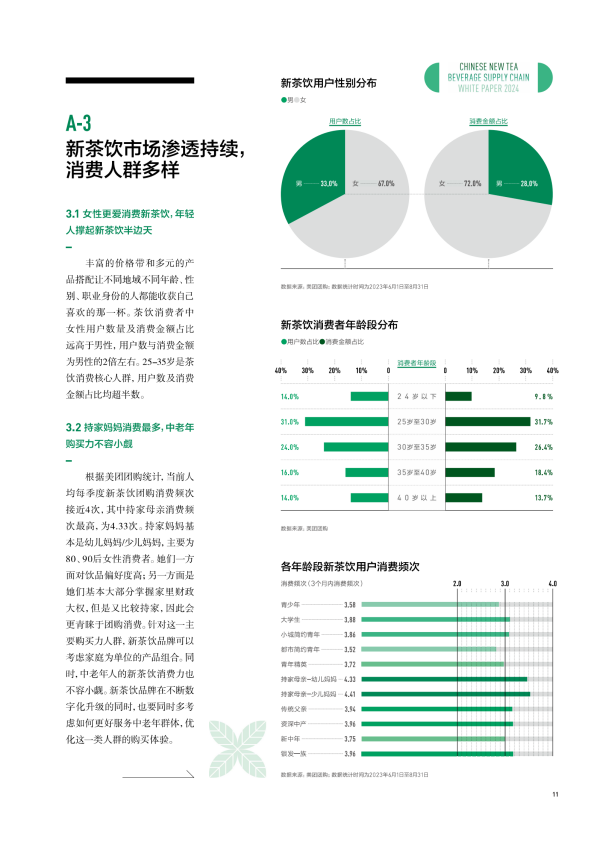 CHINESE NEW TEA
BEVERAGE SUPPLY CHAIN
WHITE PAPER 2024
A-3
新茶饮市场渗透持续，
消费人群多样
3.1 女性更爱消费新茶饮，年轻
人撑起新茶饮半边天
丰富的价格带和多元的产
品搭配让不同地域不同年龄、性
别、职业身份的人都能收获自己
喜欢的那一杯。茶饮消费者中
女性用户数量及消费金额占比
远高于男性，用户数与消费金额
为男性的2倍左右。25-35岁是茶
饮消费核心人群，用户数及消费
金额占比均超半数。
3.2 持家妈妈消费最多，中老年
购买力不容小觑
根据美团团购统计，当前人
均每季度新茶饮团购消费频次
接近4次，其中持家母亲消费频
次最高，为4.33次。持家妈妈基
本是幼儿妈妈/少儿妈妈，主要为
80、90后女性消费者。她们一方
面对饮品偏好度高；另一方面是
她们基本大部分掌握家里财政
大权，但是又比较持家，因此会
更青睐于团购消费。针对这一主
要购买力人群，新茶饮品牌可以
考虑家庭为单位的产品组合。同
时，中老年人的新茶饮消费力也
不容小觑。新茶饮品牌在不断数
字化升级的同时，也要同时多考
虑如何更好服务中老年群体，优
化这一类人群的购买体验。
新茶饮用户性别分布
男 女
用户数占比
男 33.0% 女 67.0%
消费金额占比
女 72.0% 男 28.0%
数据来源：美团团购；数据统计时间为2023年6月1日至8月31日
新茶饮消费者年龄段分布
用户数占比 消费金额占比
40% 30% 20% 10% 0 消费者年龄段 0 10% 20% 30% 40%
14.0% 24岁以下 9.8%
31.0% 25岁至30岁 31.7%
24.0% 30岁至35岁 26.4%
16.0% 35岁至40岁 18.4%
14.0% 40岁以上 13.7%
数据来源：美团团购
各年龄段新茶饮用户消费频次
消费频次（3个月内消费频次） 2.0 3.0 4.0
青少年 3.58
大学生 3.88
小城简约青年 3.86
都市简约青年 3.52
青年精英 3.72
持家母亲-幼儿妈妈 4.33
持家母亲-少儿妈妈 4.41
传统父亲 3.94
资深中产 3.96
新中年 3.75
银发一族 3.96
数据来源：美团团购；数据统计时间为2023年6月1日至8月31日
11